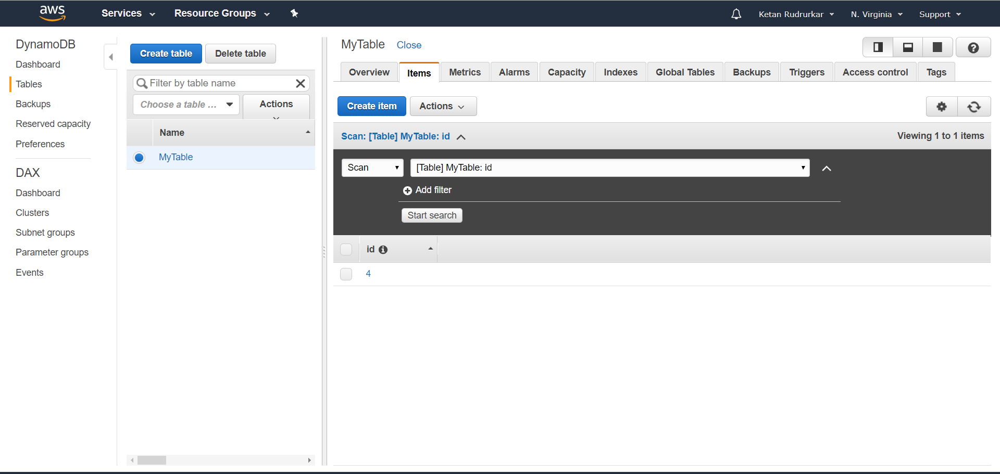 aws Services Resource Groups Ketan Rudrurkar N. Virginia Support
DynamoDB
Dashboard
Tables
Backups
Reserved capacity
Preferences
DAX
Dashboard
Clusters
Subnet groups
Parameter groups
Events
Create table Delete table
Filter by table name
Choose a table ... Actions
Name
MyTable
MyTable Close
Overview Items Metrics Alarms Capacity Indexes Global Tables Backups Triggers Access control Tags
Create item Actions
Scan: [Table] MyTable: id Viewing 1 to 1 items
Scan [Table] MyTable: id
Add filter
Start search
id
4